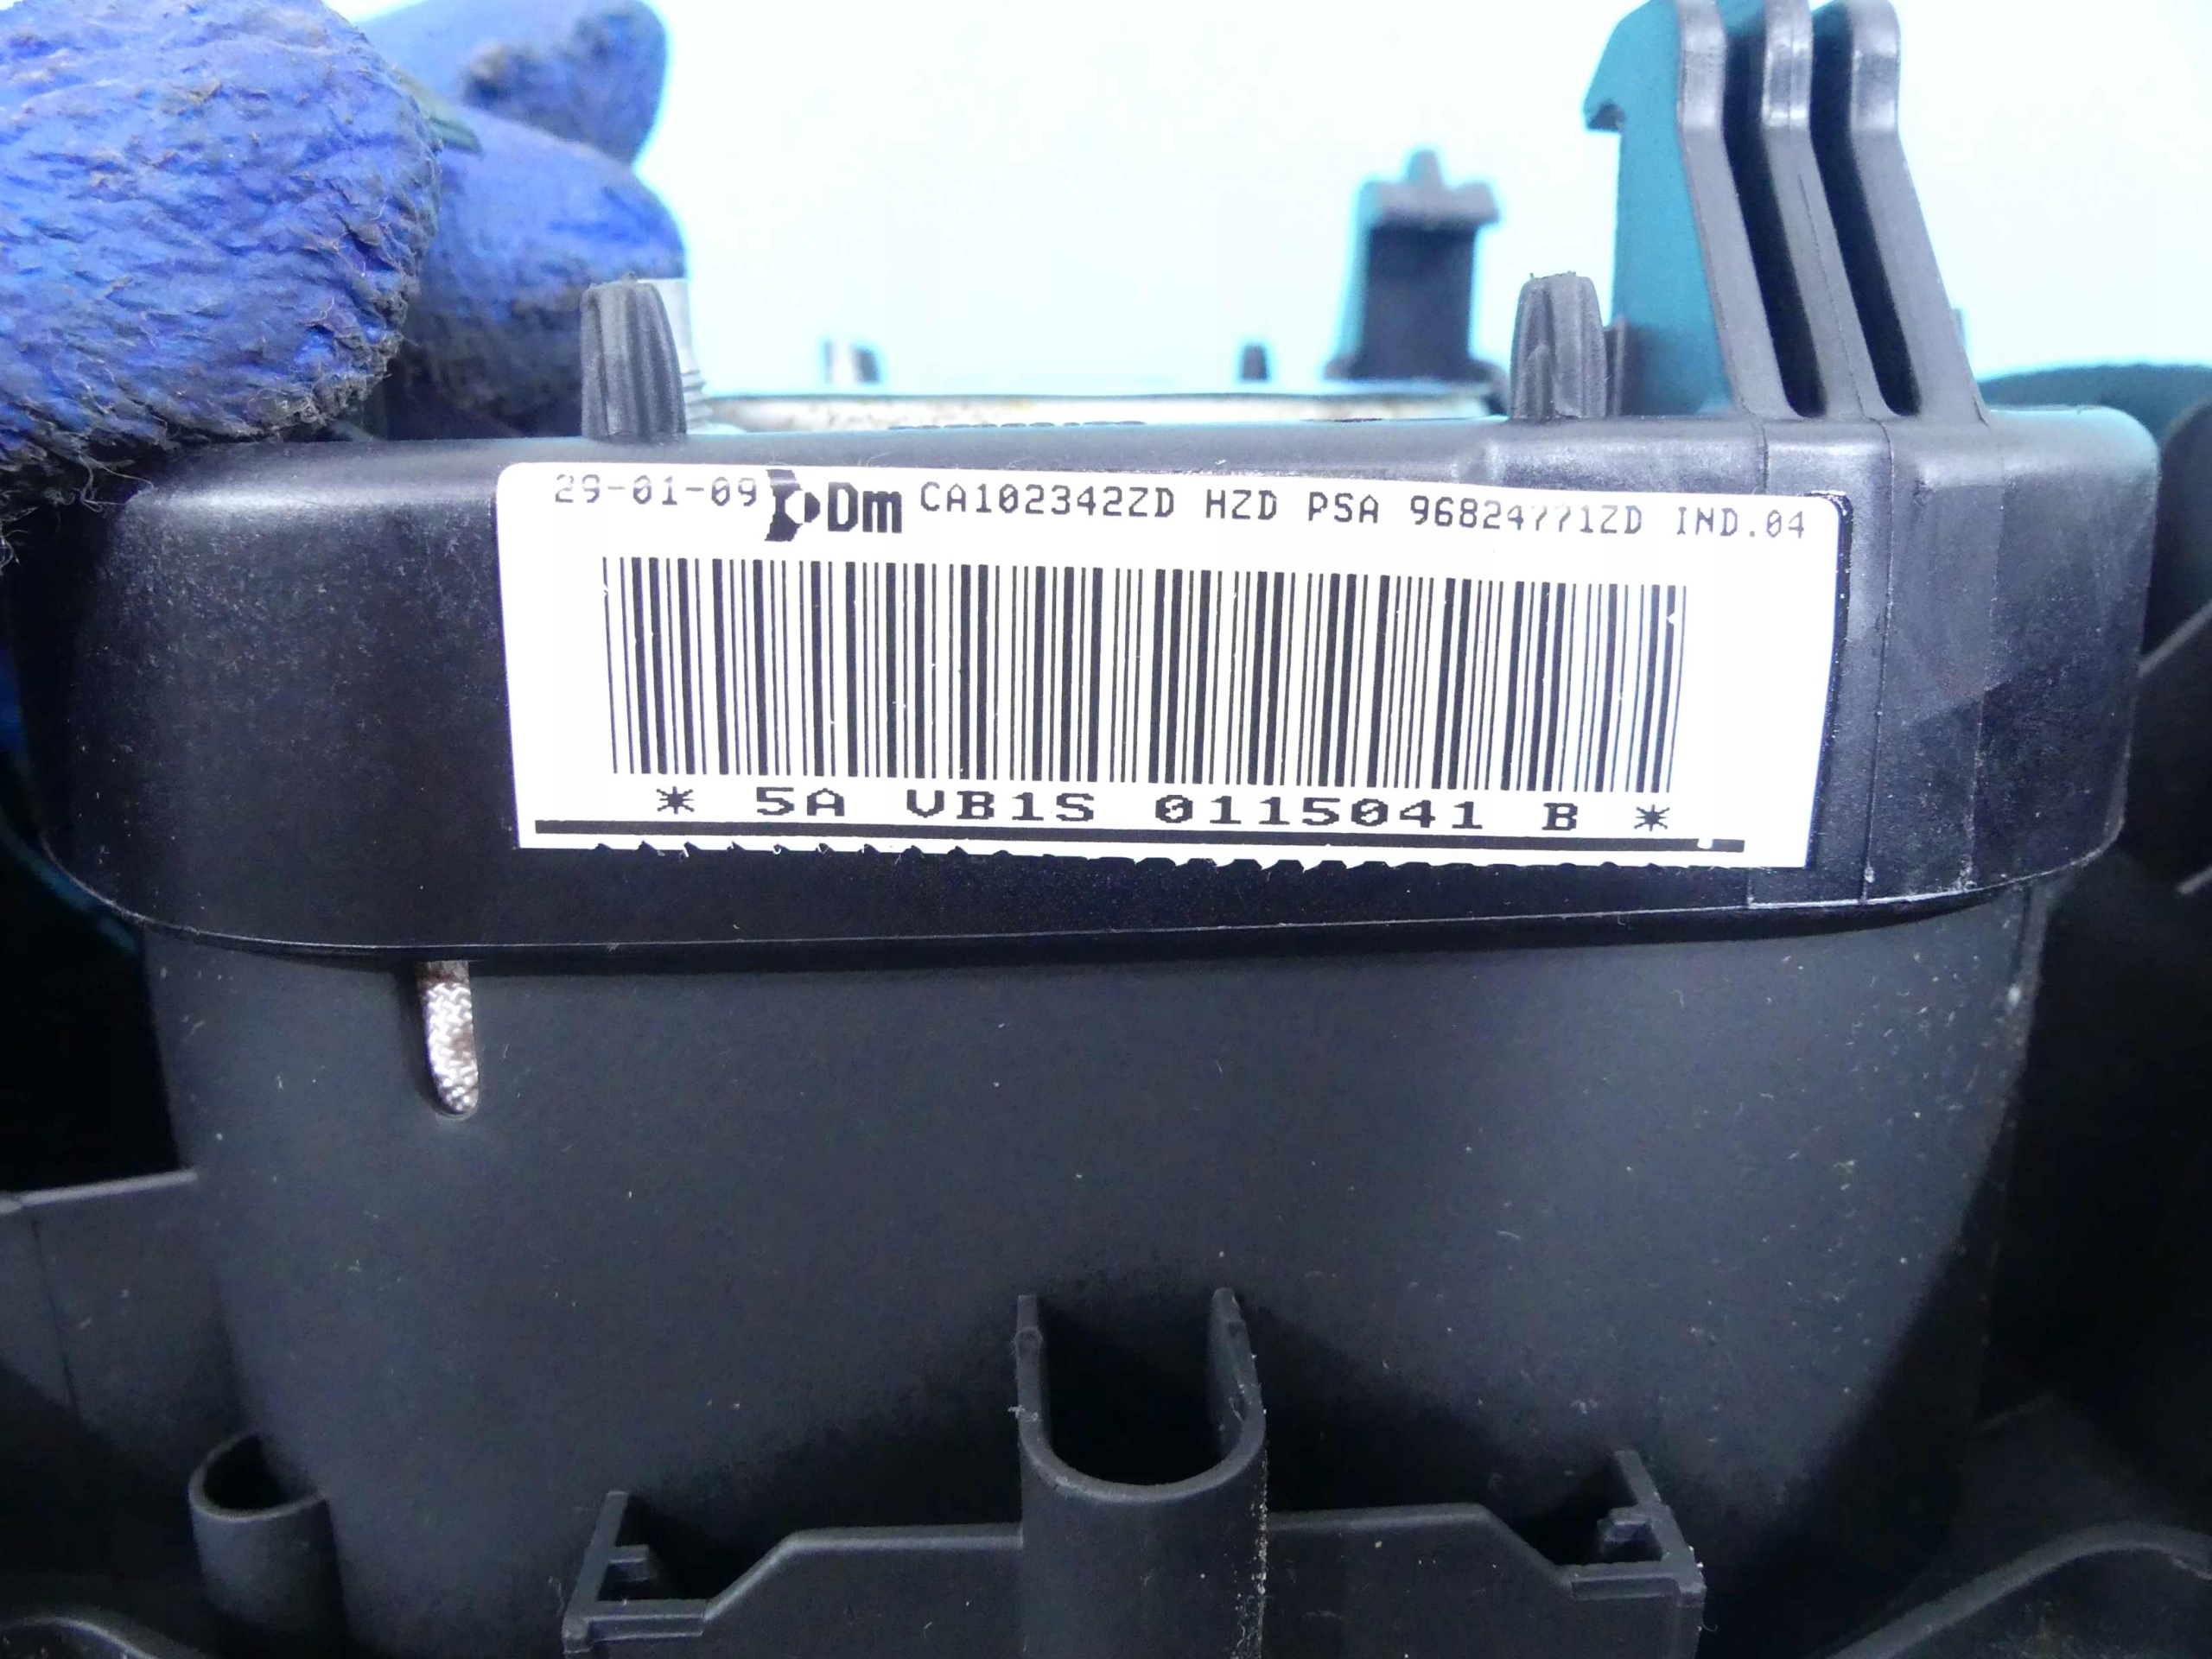 29-01-09 Dm CA102342ZD HZD PSA 96824771ZD IND.04
* 5A VB1S 0115041 B *